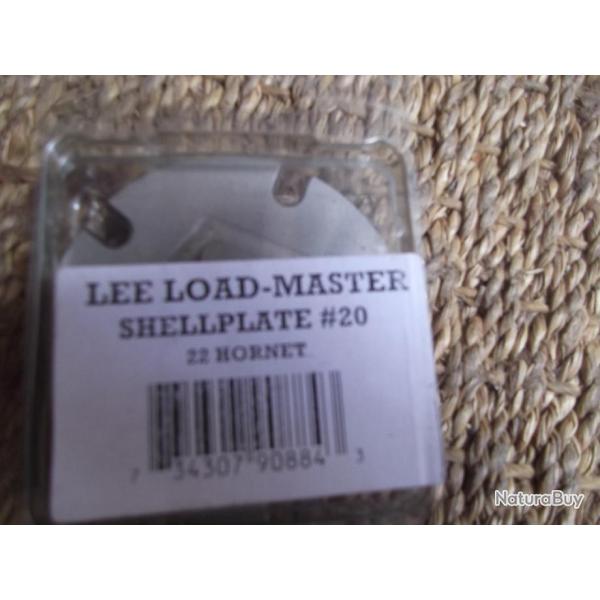 LEE LOAD-MASTER
SHELLPLATE #20
22 HORNET
7 34307 90884 3
NaturaBuy